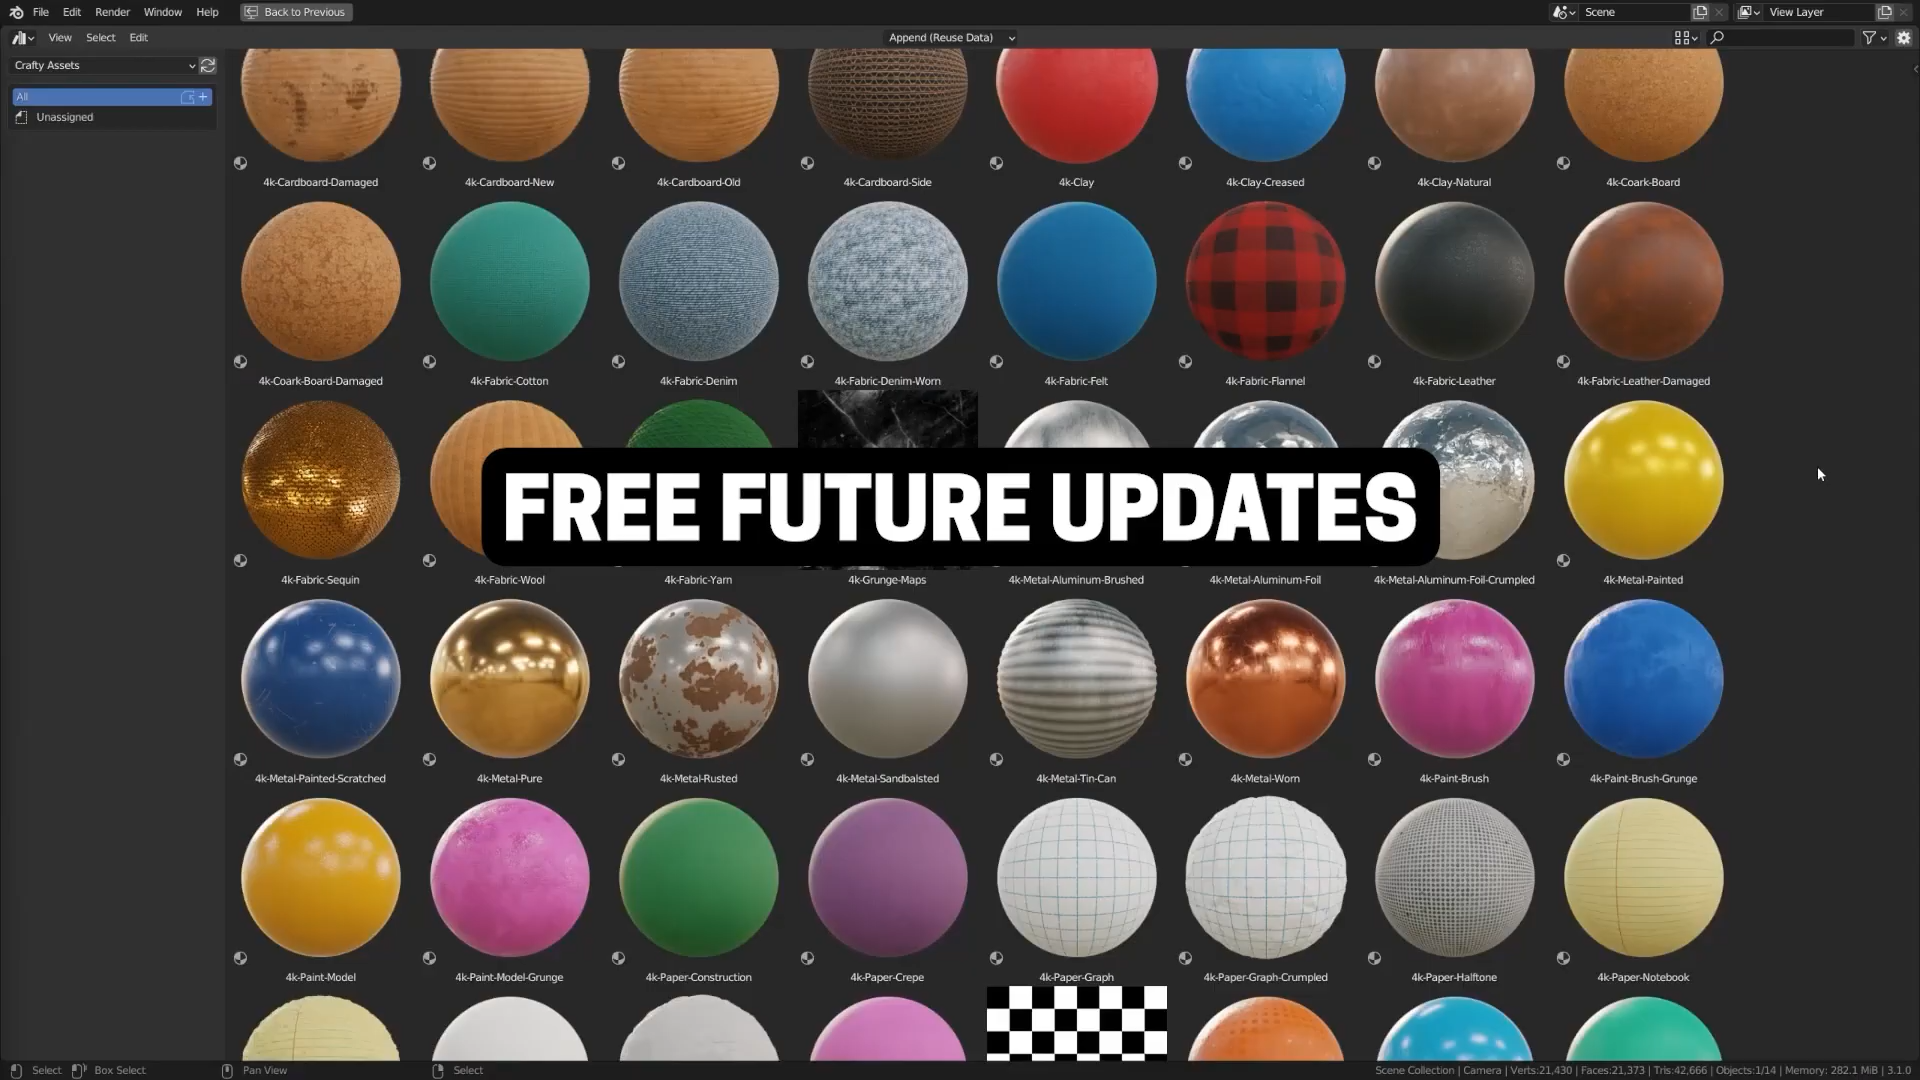 File Edit Render Window Help Back to Previous Scene View Layer
View Select Edit Append (Reuse Data)
Crafty Assets
All
Unassigned
4k-Cardboard-Damaged 4k-Cardboard-New 4k-Cardboard-Old 4k-Cardboard-Side 4k-Clay 4k-Clay-Creased 4k-Clay-Natural 4k-Coark-Board
4k-Coark-Board-Damaged 4k-Fabric-Cotton 4k-Fabric-Denim 4k-Fabric-Denim-Worn 4k-Fabric-Felt 4k-Fabric-Flannel 4k-Fabric-Leather 4k-Fabric-Leather-Damaged
FREE FUTURE UPDATES
4k-Fabric-Sequin 4k-Fabric-Wool 4k-Fabric-Yarn 4k-Grunge-Maps 4k-Metal-Aluminum-Brushed 4k-Metal-Aluminum-Foil 4k-Metal-Aluminum-Foil-Crumpled 4k-Metal-Painted
4k-Metal-Painted-Scratched 4k-Metal-Pure 4k-Metal-Rusted 4k-Metal-Sandbalsted 4k-Metal-Tin-Can 4k-Metal-Worn 4k-Paint-Brush 4k-Paint-Brush-Grunge
4k-Paint-Model 4k-Paint-Model-Grunge 4k-Paper-Construction 4k-Paper-Crepe 4k-Paper-Graph 4k-Paper-Graph-Crumpled 4k-Paper-Halftone 4k-Paper-Notebook
Select Box Select Pan View Select Scene Collection | Camera | Verts:21,430 | Faces:21,373 | Tris:42,666 | Objects:1/14 | Memory: 282.1 MiB | 3.1.0